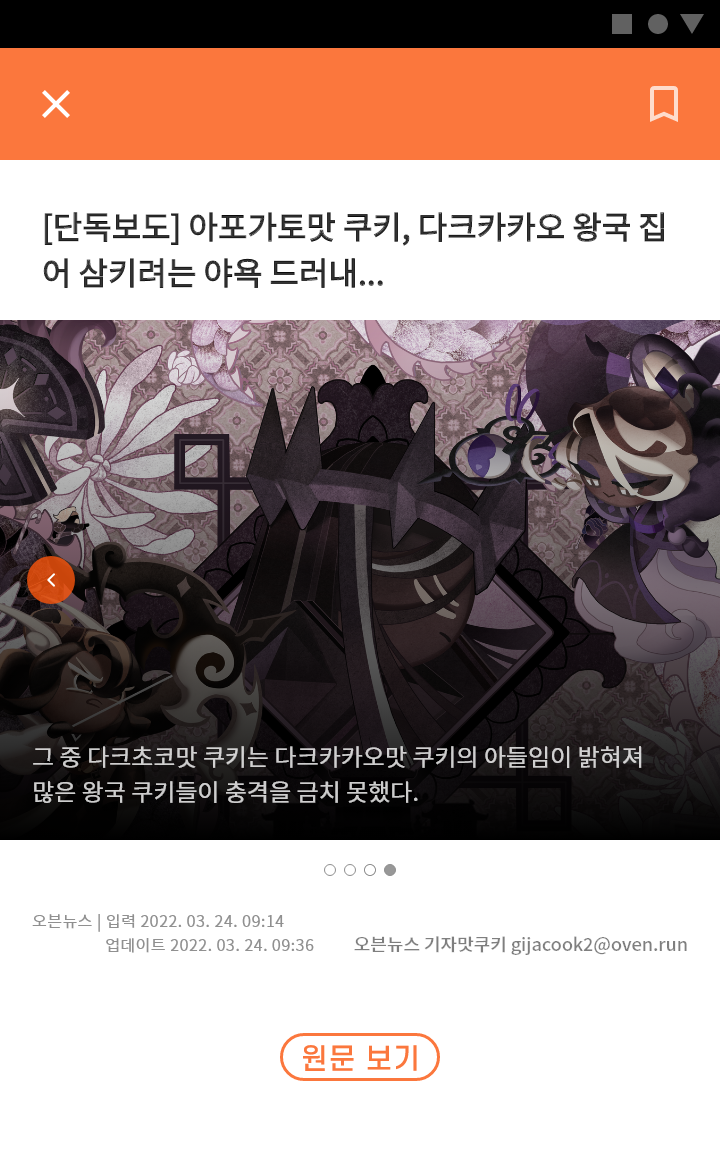 [단독보도] 아포가토맛 쿠키, 다크카카오 왕국 집
어 삼키려는 야욕 드러내...
그 중 다크초코맛 쿠키는 다크카카오맛 쿠키의 아들임이 밝혀져
많은 왕국 쿠키들이 충격을 금치 못했다.
오븐뉴스 | 입력 2022. 03. 24. 09:14
업데이트 2022. 03. 24. 09:36
오븐뉴스 기자맛쿠키 gijacook2@oven.run
원문 보기